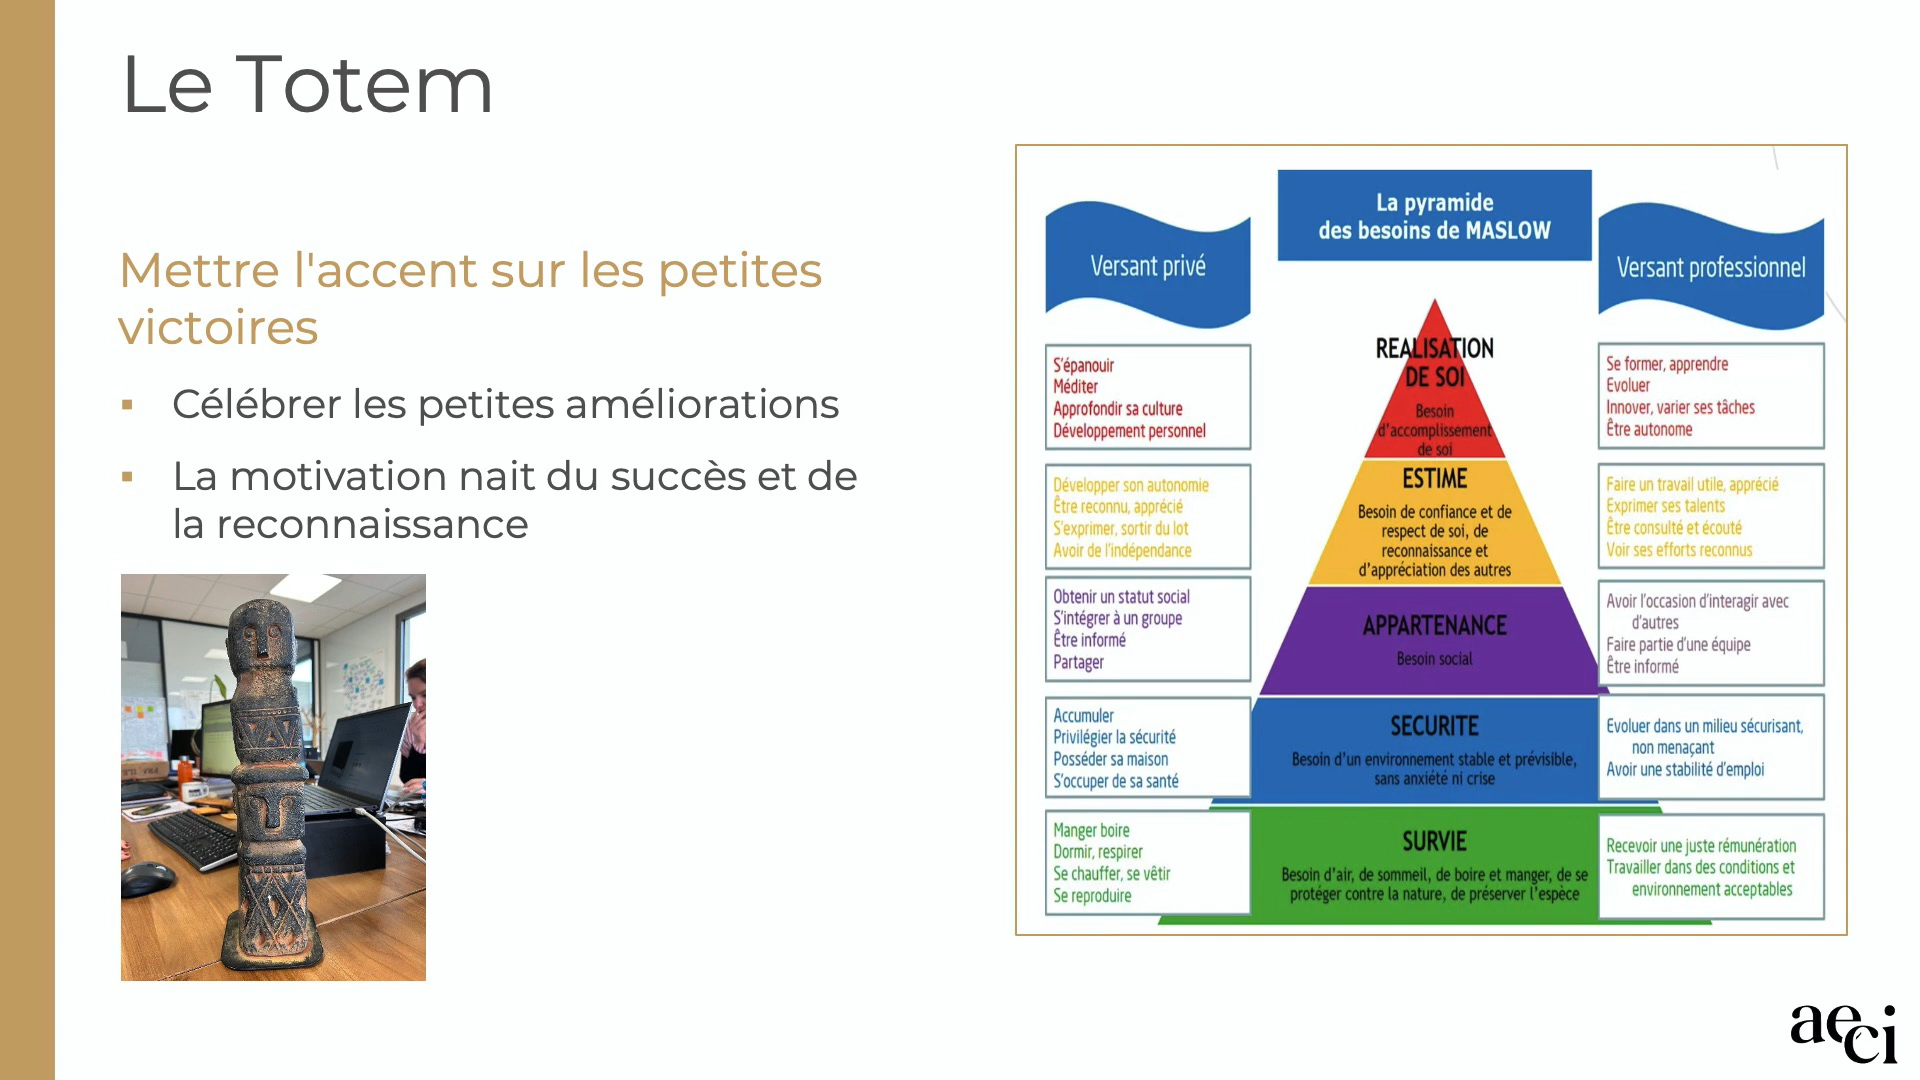 Le Totem
Mettre l'accent sur les petites
victoires
▪ Célébrer les petites améliorations
▪ La motivation nait du succès et de
la reconnaissance
La pyramide
des besoins de MASLOW
Versant privé
Versant professionnel
S'épanouir
Méditer
Approfondir sa culture
Développement personnel
REALISATION
DE SOI
Besoin
d'accomplissement
de soi
Se former, apprendre
Evoluer
Innover, varier ses tâches
Être autonome
Développer son autonomie
Être reconnu, apprécié
S'exprimer, sortir du lot
Avoir de l'indépendance
ESTIME
Besoin de confiance et de
respect de soi, de
reconnaissance et
d'appréciation des autres
Faire un travail utile, apprécié
Exprimer ses talents
Être consulté et écouté
Voir ses efforts reconnus
Obtenir un statut social
S'intégrer à un groupe
Être informé
Partager
APPARTENANCE
Besoin social
Avoir l'occasion d'interagir avec
d'autres
Faire partie d'une équipe
Être informé
Accumuler
Privilégier la sécurité
Posséder sa maison
S'occuper de sa santé
SECURITE
Besoin d'un environnement stable et prévisible,
sans anxiété ni crise
Evoluer dans un milieu sécurisant,
non menaçant
Avoir une stabilité d'emploi
Manger boire
Dormir, respirer
Se chauffer, se vêtir
Se reproduire
SURVIE
Besoin d'air, de sommeil, de boire et manger, de se
protéger contre la nature, de préserver l'espèce
Recevoir une juste rémunération
Travailler dans des conditions et
environnement acceptables
aeci